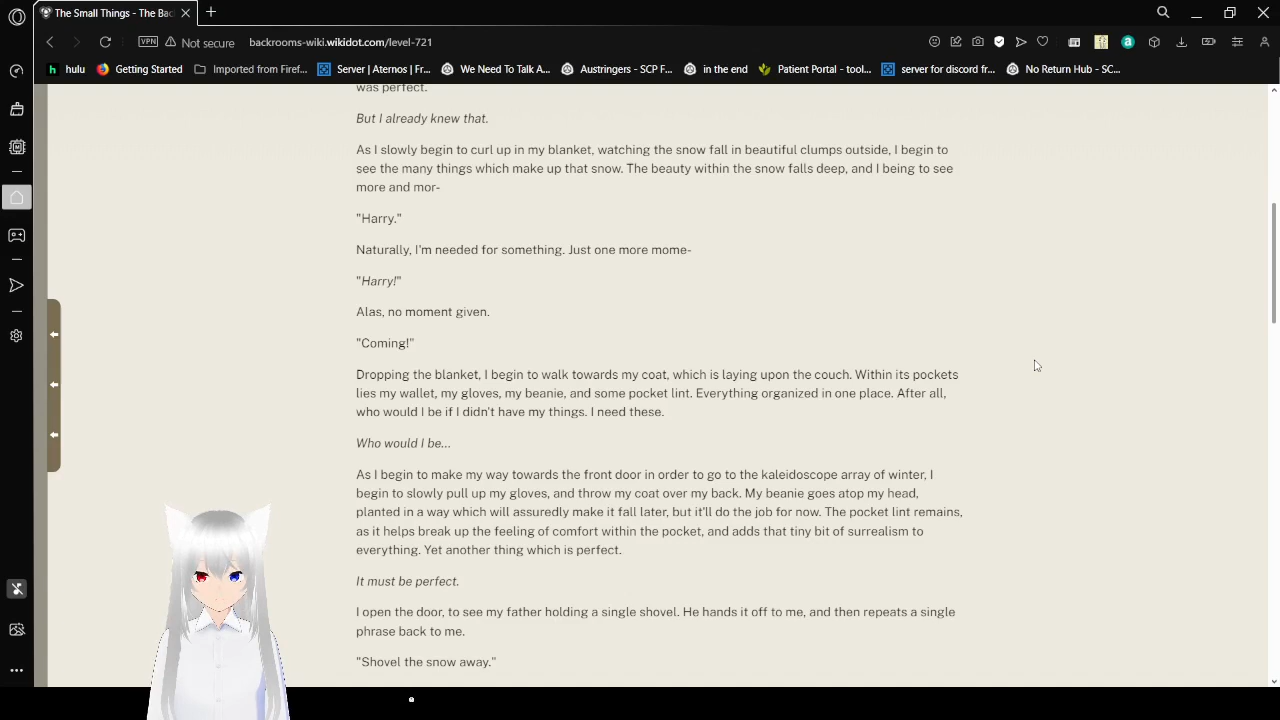 The Small Things - The Bac
VPN
Not secure
backrooms-wiki.wikidot.com/level-721
hulu
Getting Started
Imported from Firef...
Server | Aternos | Fr...
We Need To Talk A...
Austringers - SCP F...
in the end
Patient Portal - tool...
server for discord fr...
No Return Hub - SC...
was perfect.
But I already knew that.
As I slowly begin to curl up in my blanket, watching the snow fall in beautiful clumps outside, I begin to
see the many things which make up that snow. The beauty within the snow falls deep, and I being to see
more and mor-
"Harry."
Naturally, I'm needed for something. Just one more mome-
"Harry!"
Alas, no moment given.
"Coming!"
Dropping the blanket, I begin to walk towards my coat, which is laying upon the couch. Within its pockets
lies my wallet, my gloves, my beanie, and some pocket lint. Everything organized in one place. After all,
who would I be if I didn't have my things. I need these.
Who would I be...
As I begin to make my way towards the front door in order to go to the kaleidoscope array of winter, I
begin to slowly pull up my gloves, and throw my coat over my back. My beanie goes atop my head,
planted in a way which will assuredly make it fall later, but it'll do the job for now. The pocket lint remains,
as it helps break up the feeling of comfort within the pocket, and adds that tiny bit of surrealism to
everything. Yet another thing which is perfect.
It must be perfect.
I open the door, to see my father holding a single shovel. He hands it off to me, and then repeats a single
phrase back to me.
"Shovel the snow away."